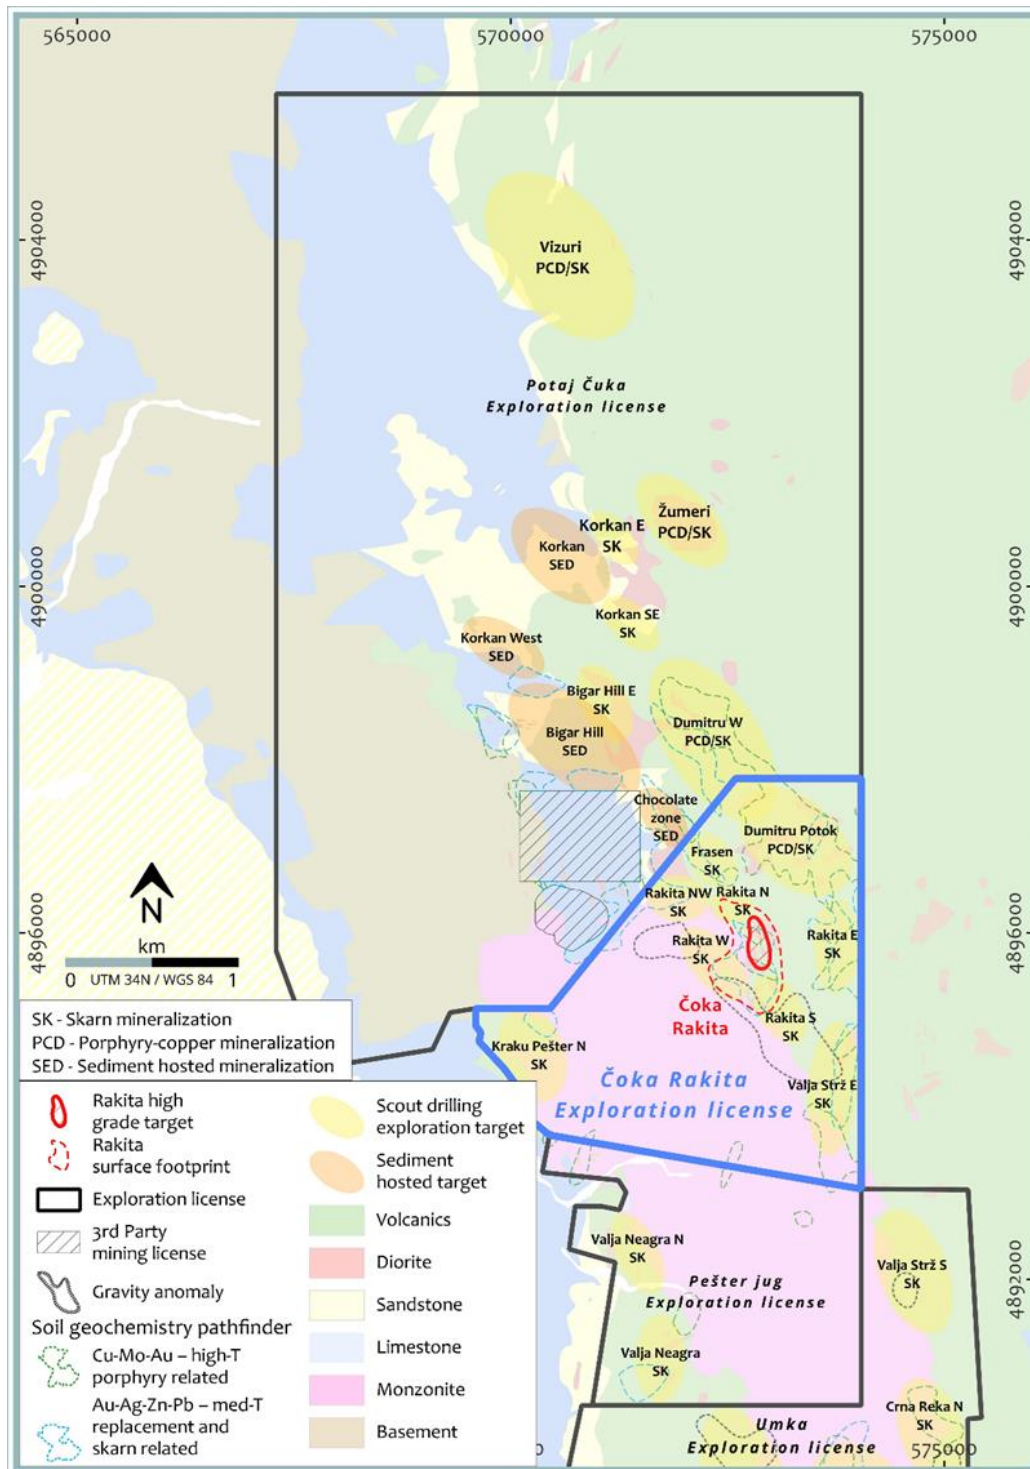 565000
570000
575000
4904000
4904000
Vizuri
PCD/SK
Potaj Čuka
Exploration license
Žumeri
PCD/SK
Korkan E
SK
Korkan
SED
4900000
4900000
Korkan SE
SK
Korkan West
SED
Bigar Hill E
SK
Dumitru W
PCD/SK
Bigar Hill
SED
Chocolate
zone
SED
Dumitru Potok
PCD/SK
Frasen
SK
Rakita NW
SK
Rakita N
SK
4896000
4896000
Rakita W
SK
Rakita E
SK
N
km
0
UTM 34N / WGS 84
1
Čoka
Rakita
Rakita S
SK
SK - Skarn mineralization
PCD - Porphyry-copper mineralization
SED - Sediment hosted mineralization
Kraku Pešter N
SK
Čoka Rakita
Exploration license
Valja Strž E
SK
Rakita high
grade target
Rakita
surface footprint
Exploration license
3rd Party
mining license
Gravity anomaly
Soil geochemistry pathfinder
Cu-Mo-Au – high-T
porphyry related
Au-Ag-Zn-Pb – med-T
replacement and
skarn related
Scout drilling
exploration target
Sediment
hosted target
Volcanics
Diorite
Sandstone
Limestone
Monzonite
Basement
Valja Neagra N
SK
Valja Strž S
SK
Pešter jug
Exploration license
4892000
Valja Neagra
SK
Crna Reka N
SK
Umka
Exploration license
575000